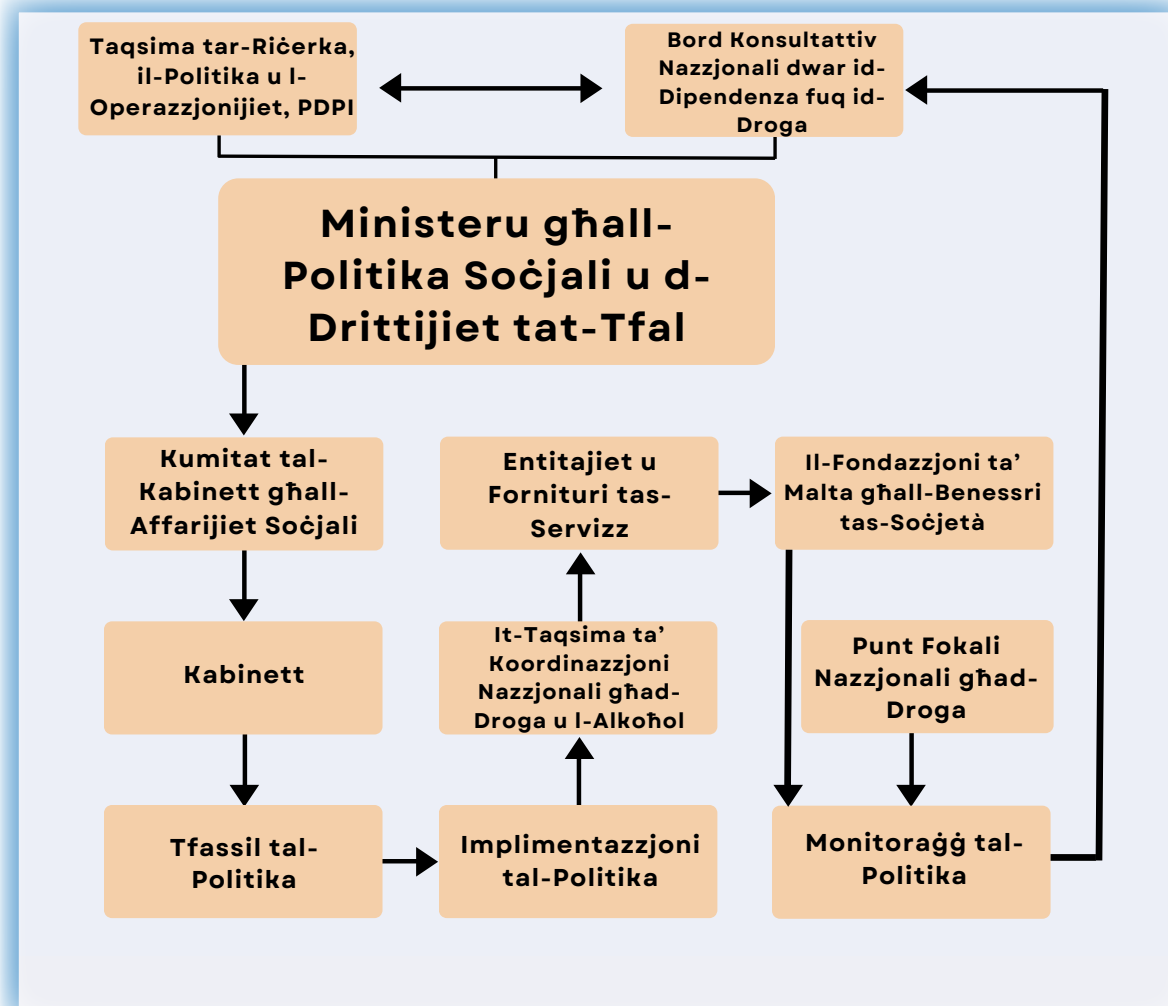 Taqsima tar-Riċerka,
il-Politika u l-
Operazzjonijiet, PDPI
Bord Konsultattiv
Nazzjonali dwar id-
Dipendenza fuq id-
Droga
Ministeru għall-
Politika Soċjali u d-
Drittijiet tat-Tfal
Kumitat tal-
Kabinett għall-
Affarijiet Soċjali
Entitajiet u
Fornituri tas-
Servizz
Il-Fondazzjoni ta’
Malta għall-Benessri
tas-Soċjetà
Kabinett
It-Taqsima ta’
Koordinazzjoni
Nazzjonali għad-
Droga u l-Alkoħol
Punt Fokali
Nazzjonali għad-
Droga
Tfassil tal-
Politika
Implimentazzjoni
tal-Politika
Monitoraġġ tal-
Politika